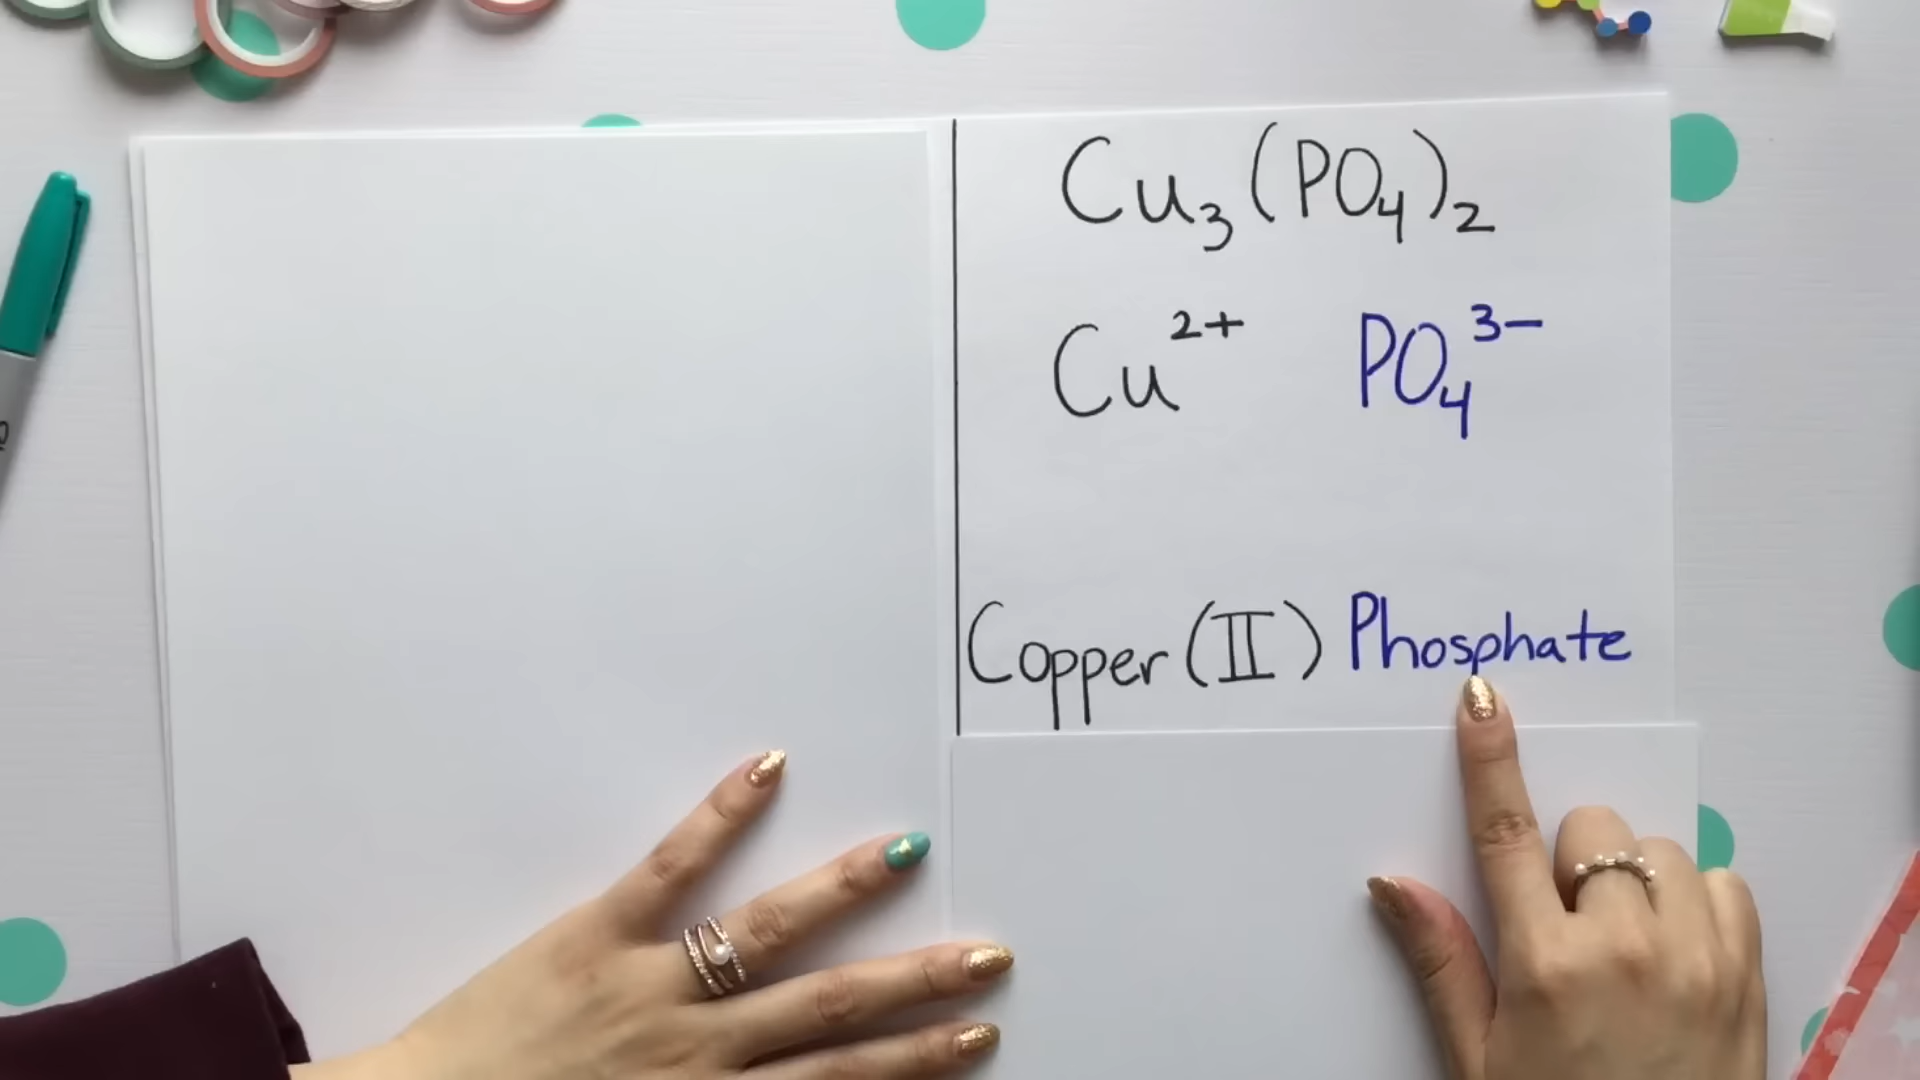 Cu₃(PO₄)₂
Cu²⁺ PO₄³⁻
Copper (II) Phosphate